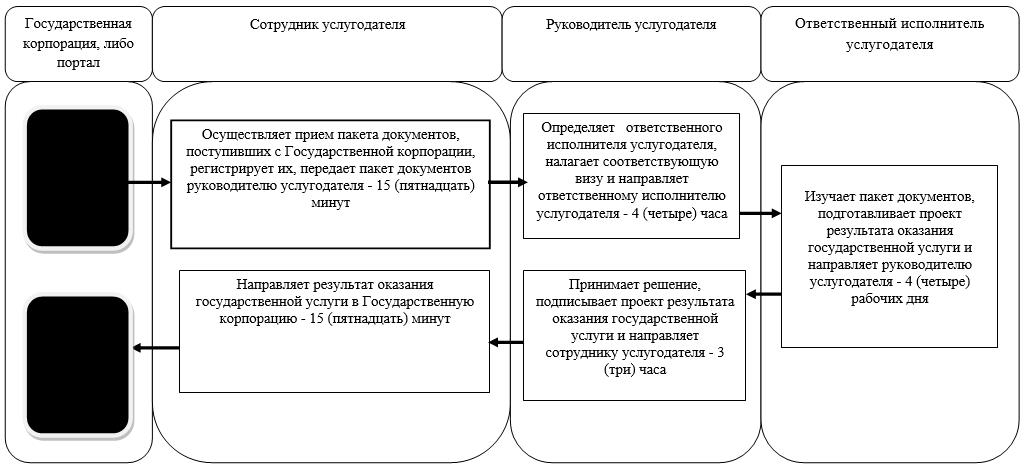 Государственная
корпорация, либо
портал
Сотрудник услугодателя
Руководитель услугодателя
Ответственный исполнитель
услугодателя
Осуществляет прием пакета документов,
поступивших с Государственной корпорации,
регистрирует их, передает пакет документов
руководителю услугодателя - 15 (пятнадцать)
минут
Определяет ответственного
исполнителя услугодателя,
налагает соответствующую
визу и направляет
ответственному исполнителю
услугодателя - 4 (четыре) часа
Изучает пакет документов,
подготавливает проект
результата оказания
государственной услуги и
направляет руководителю
услугодателя - 4 (четыре)
рабочих дня
Принимает решение,
подписывает проект результата
оказания государственной
услуги и направляет
сотруднику услугодателя - 3
(три) часа
Направляет результат оказания
государственной услуги в Государственную
корпорацию - 15 (пятнадцать) минут